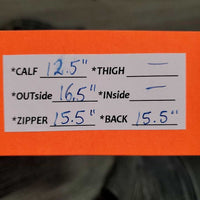 *CALF 12.5" *THIGH —
*OUTside 16.5" *INside —
*ZIPPER 15.5" *BACK 15.5"